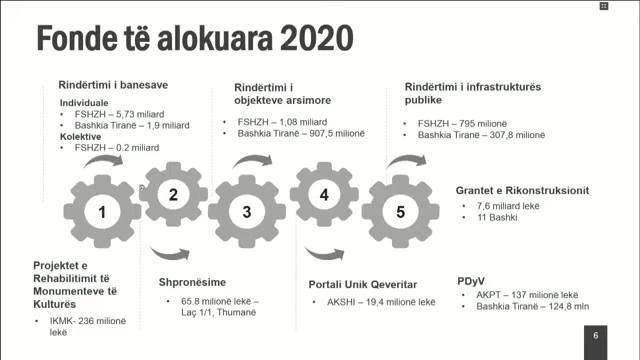 Fonde të alokuara 2020
Rindërtimi i banesave
Individuale
• FSHZH – 5,73 miliard
• Bashkia Tiranë – 1,9 miliard
Kolektive
• FSHZH – 0.2 miliard
Rindërtimi i
objekteve arsimore
• FSHZH – 1,08 miliard
• Bashkia Tiranë – 907,5 milionë
Rindërtimi i infrastrukturës
publike
• FSHZH – 795 milionë
• Bashkia Tiranë – 307,8 milionë
1
2
3
4
5
Grantet e Rikonstruksionit
• 7,6 miliard lekë
• 11 Bashki
Projektet e
Rehabilitimit të
Monumenteve të
Kulturës
• IKMK- 236 milionë
lekë
Shpronësime
• 65.8 milionë lekë –
Laç 1/1, Thumanë
Portali Unik Qeveritar
• AKSHI – 19,4 milionë lekë
PDyV
• AKPT – 137 milionë lekë
• Bashkia Tiranë – 124,8 mln
6